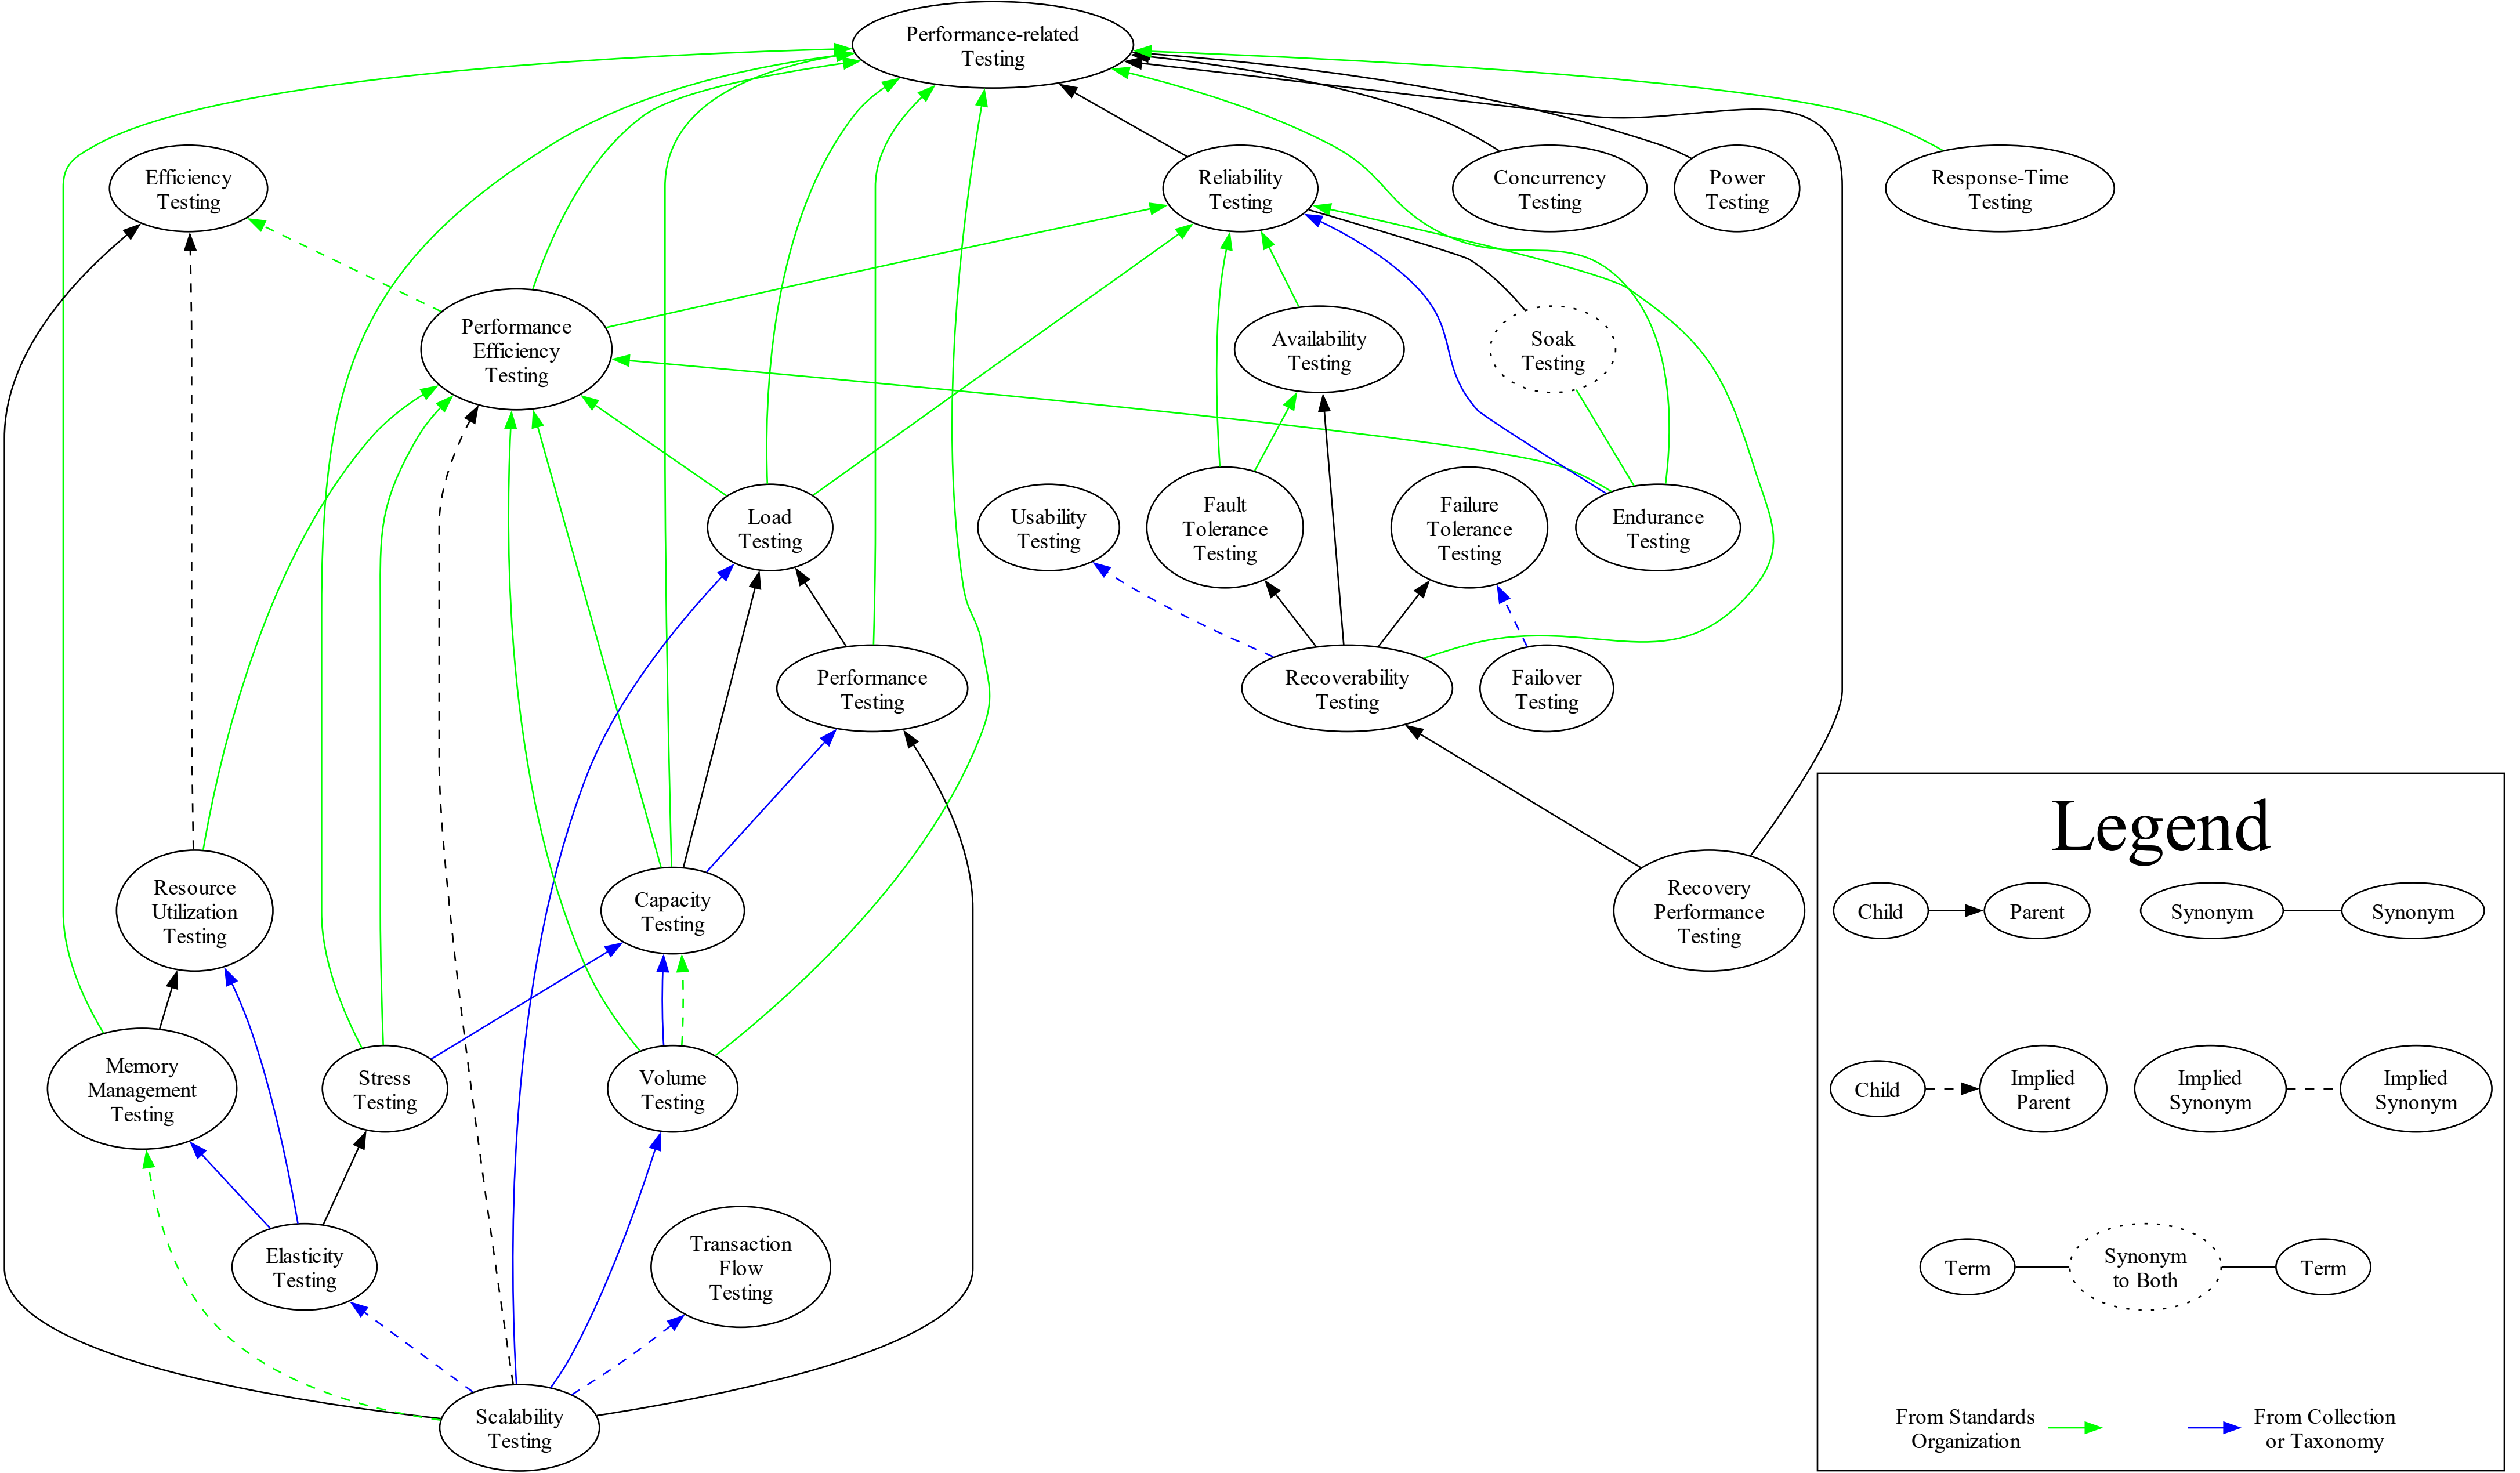 Performance-related
Testing
Efficiency
Testing
Reliability
Testing
Concurrency
Testing
Power
Testing
Response-Time
Testing
Performance
Efficiency
Testing
Availability
Testing
Soak
Testing
Load
Testing
Usability
Testing
Fault
Tolerance
Testing
Failure
Tolerance
Testing
Endurance
Testing
Performance
Testing
Recoverability
Testing
Failover
Testing
Resource
Utilization
Testing
Capacity
Testing
Recovery
Performance
Testing
Memory
Management
Testing
Stress
Testing
Volume
Testing
Elasticity
Testing
Transaction
Flow
Testing
Scalability
Testing
Legend
Child
Parent
Synonym
Synonym
Child
Implied
Parent
Implied
Synonym
Implied
Synonym
Term
Synonym
to Both
Term
From Standards
Organization
From Collection
or Taxonomy